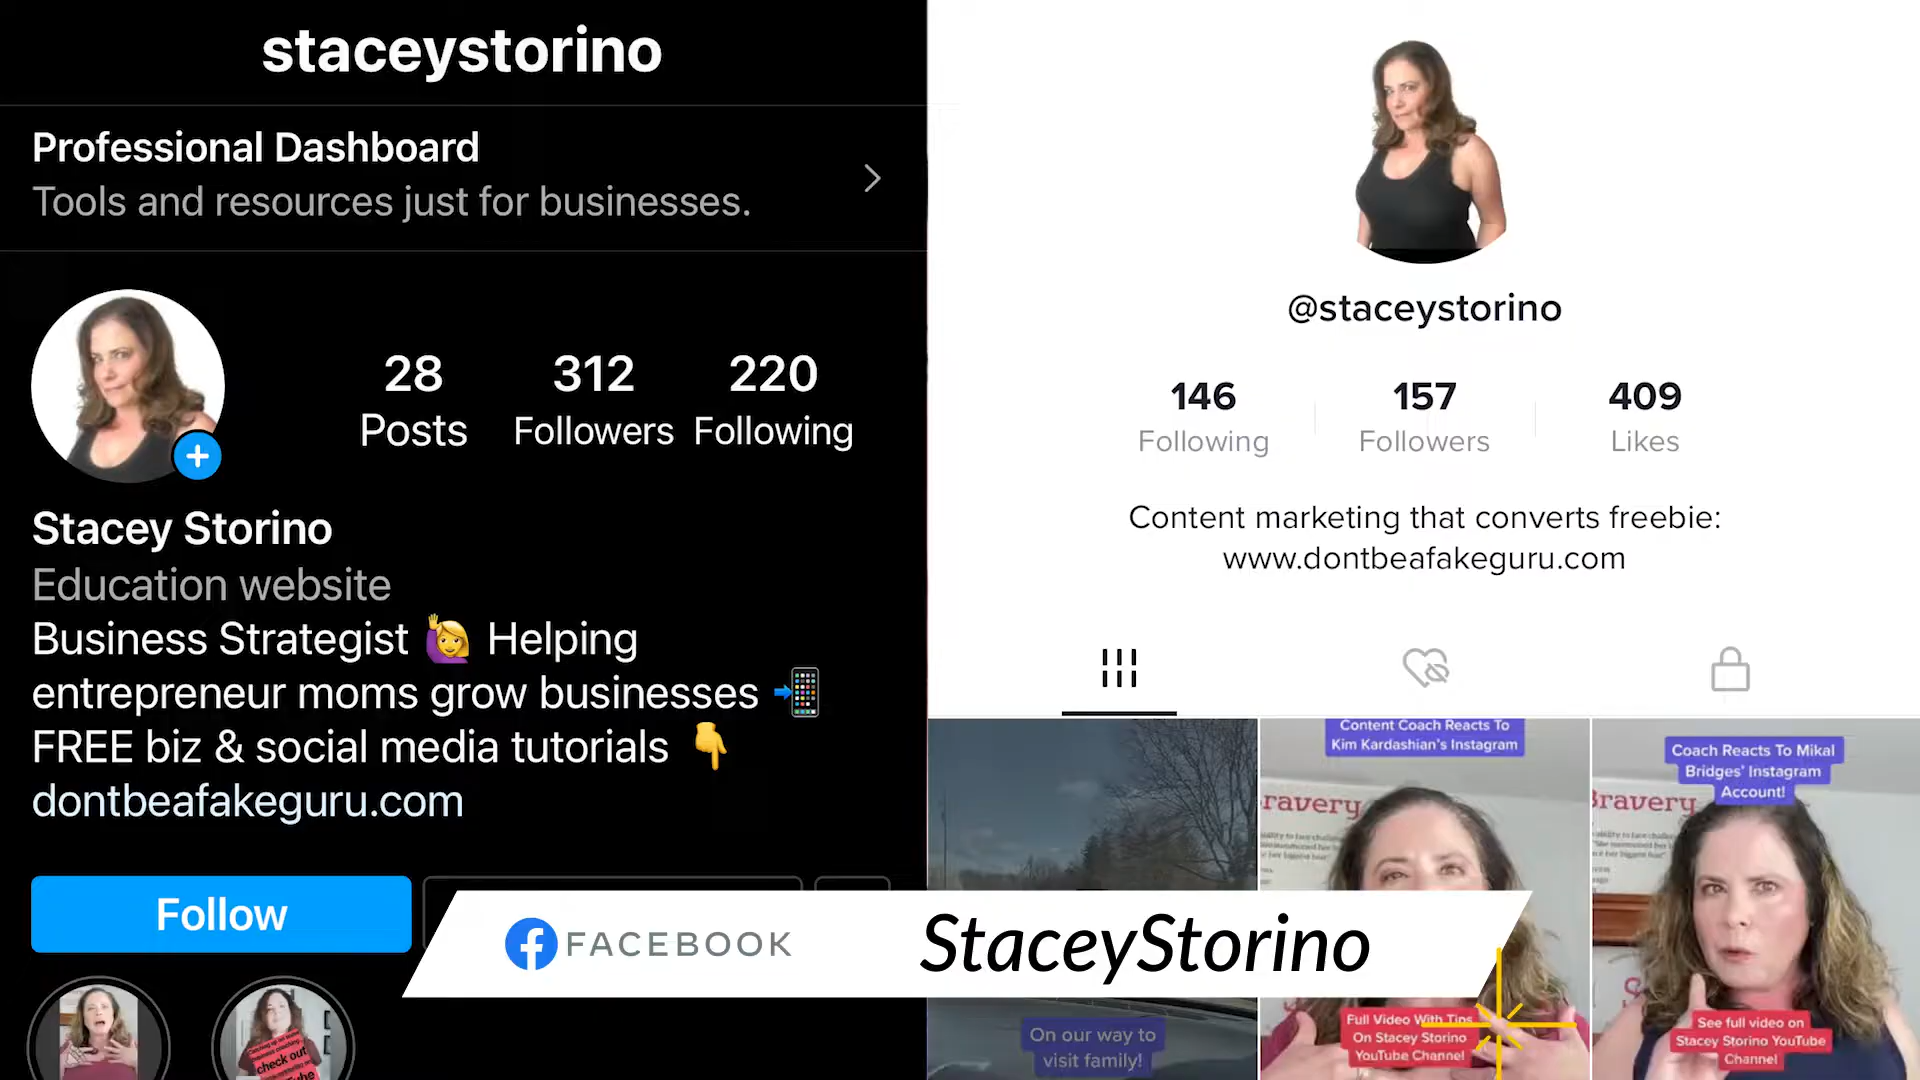 staceystorino
Professional Dashboard
Tools and resources just for businesses.
28
Posts
312
Followers
220
Following
Stacey Storino
Education website
Business Strategist 🙋‍♀️ Helping
entrepreneur moms grow businesses 📲
FREE biz & social media tutorials 👇
dontbeafakeguru.com
Follow
check out
@staceystorino
146
Following
157
Followers
409
Likes
Content marketing that converts freebie:
www.dontbeafakeguru.com
On our way to
visit family!
Content Coach Reacts To
Kim Kardashian's Instagram
Full Video With Tips
On Stacey Storino
YouTube Channel
Coach Reacts To Mikal
Bridges' Instagram
Account!
Bravery
See full video on
Stacey Storino YouTube
Channel
FACEBOOK
StaceyStorino